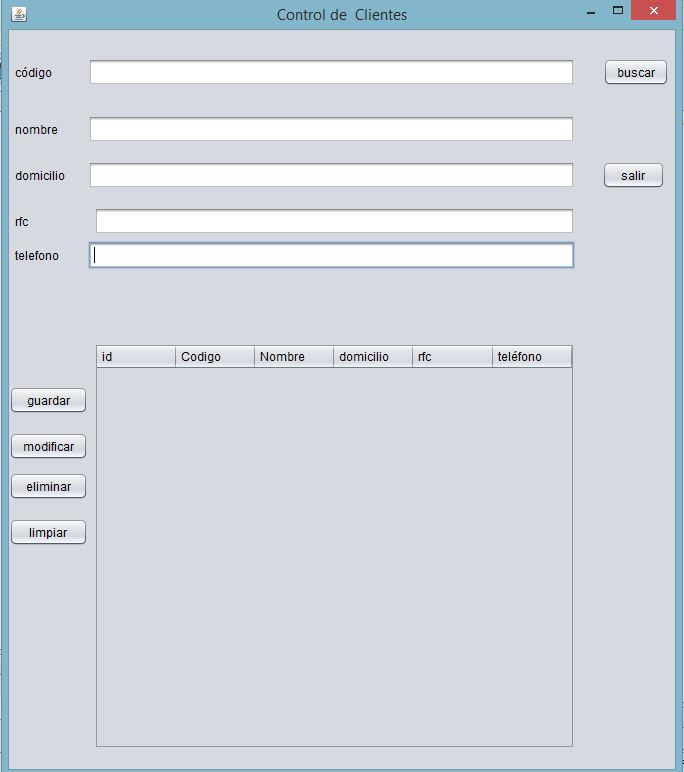 Control de Clientes
código
buscar
nombre
domicilio
salir
rfc
telefono
id Codigo Nombre domicilio rfc teléfono
guardar
modificar
eliminar
limpiar